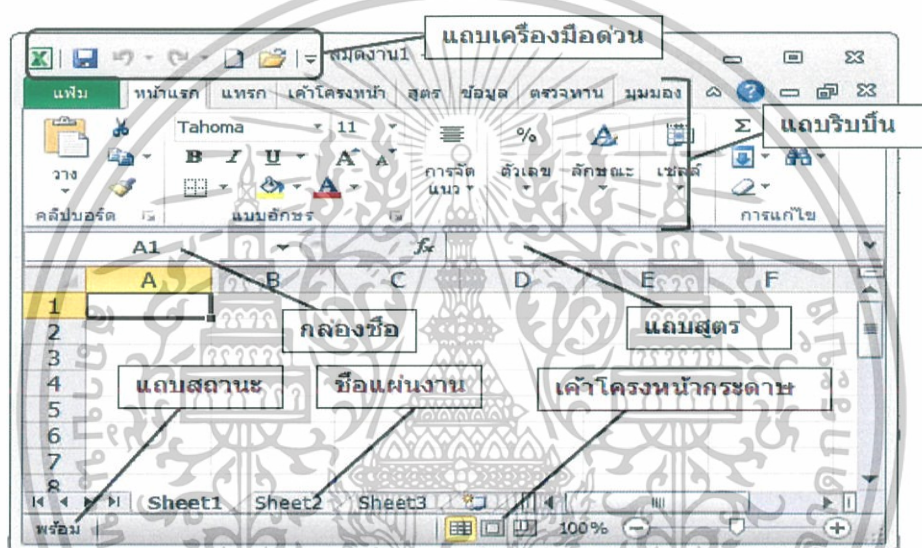 แถบเครื่องมือด่วน
สมุดงาน1
แฟ้ม หน้าแรก แทรก เค้าโครงหน้า สูตร ข้อมูล ตรวจทาน มุมมอง
แถบริบบิ้น
Tahoma 11 % Σ
วาง B I U A A การจัดแนว ตัวเลข ลักษณะ เซลล์
คลิปบอร์ด แบบอักษร การแก้ไข
A1 fx
A B C D E F
1
กล่องชื่อ แถบสูตร
2
3
แถบสถานะ ชื่อแผ่นงาน เค้าโครงหน้ากระดาษ
4
5
6
7
8
Sheet1 Sheet2 Sheet3
พร้อม 100%